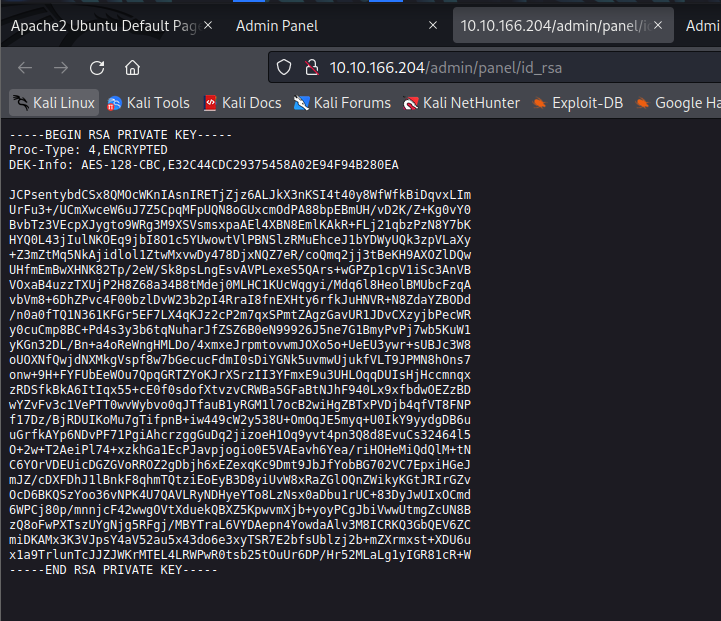 Apache2 Ubuntu Default Pag
Admin Panel
10.10.166.204/admin/panel/id
Admi
10.10.166.204/admin/panel/id_rsa
Kali Linux
Kali Tools
Kali Docs
Kali Forums
Kali NetHunter
Exploit-DB
Google Ha
-----BEGIN RSA PRIVATE KEY-----
Proc-Type: 4,ENCRYPTED
DEK-Info: AES-128-CBC,E32C44CDC29375458A02E94F94B280EA
JCPsentybdCSx8QMOcWKnIAsnIRETjZjz6ALJkX3nKSI4t40y8WfWfkBiDqvxLIm
UrFu3+/UCmXwceW6uJ7Z5CpqMFpUQN8oGUxcmOdPA88bpEBmUH/vD2K/Z+Kg0vY0
BvbTz3VEcpXJygto9WRg3M9XSVsmsxpaAEl4XBN8EmlKAkR+FLj21qbzPzN8Y7bK
HYQ0L43jIulNKOEq9jbI8O1c5YUwowtVlPBNSlzRMuEhceJ1bYDWyUQk3zpVLaXy
+Z3mZtMq5NkAjidlol1ZtwMxvwDy478DjxNQZ7eR/coQmq2jj3tBeKH9AXOZlDQw
UHfmEmBwXHNK82Tp/2eW/Sk8psLngEsvAVPLexeS5QArs+wGPZp1cpV1iSc3AnVB
VOxaB4uzzTXUjP2H8Z68a34B8tMdej0MLHC1KUcWqgyi/Mdq6l8HeolBMUbcFzqA
vbVm8+6DhZPvc4F00bzlDvW23b2pI4RraI8fnEXHty6rfkJuHNVR+N8ZdaYZBODd
/n0a0fTQ1N361KFGr5EF7LX4qKJz2cP2m7qxSPmtZAgzGavUR1JDvCXzyjbPecWR
y0cuCmp8BC+Pd4s3y3b6tqNuharJfZSZ6B0eN99926J5ne7G1BmyPvPj7wb5KuW1
yKGn32DL/Bn+a4oReWngHMLDo/4xmxeJrpmtovwmJOXo5o+UeEU3ywr+sUBJc3W8
oUOXNfQwjdNXMkgVspf8w7bGecucFdmI0sDiYGNk5uvmwUjukfVLT9JPMN8hOns7
onw+9H+FYFUbEeWOu7QpqGRTZYoKJrXSrzII3YFmxE9u3UHLOqqDUIsHjHccmnqx
zRDSfkBkA6ItIqx55+cE0f0sdofXtvzvCRWBa5GFaBtNJhF940Lx9xfbdwOEZzBD
wYZvFv3c1VePTT0wvWybvo0qJTfauB1yRGM1l7ocB2wiHgZBTxPVDjb4qfVT8FNP
f17Dz/BjRDUIKoMu7gTifpnB+iw449cW2y538U+OmOqJE5myq+U0IkY9yydgDB6u
uGrfkAYp6NDvPF71PgiAhcrzggGuDq2jizoeH1Oq9yvt4pn3Q8d8EvuCs32464l5
O+2w+T2AeiPl74+xzkhGa1EcPJavpjogio0E5VAEavh6Yea/riHOHeMiQdQlM+tN
C6YOrVDEUicDGZGVoRROZ2gDbjh6xEZexqKc9Dmt9JbJfYobBG702VC7EpxiHGeJ
mJZ/cDXFDhJ1lBnkF8qhmTQtziEoEyB3D8yiUvW8xRaZGlOQnZWikyKGtJRIrGZv
OcD6BKQSzYoo36vNPK4U7QAVLRyNDHyeYTo8LzNsx0aDbu1rUC+83DyJwUIxOCmd
6WPCj80p/mnnjcF42wwgOVtXduekQBXZ5KpwvmXjb+yoyPCgJbiVwwUtmgZcUN8B
zQ8oFwPXTszUYgNjg5RFgj/MBYTraL6VYDAepn4YowdaAlv3M8ICRKQ3GbQEV6ZC
miDKAMx3K3VJpsY4aV52au5x43do6e3xyTSR7E2bfsUblzj2b+mZXrmxst+XDU6u
x1a9TrlunTcJJZJWKrMTEL4LRWPwR0tsb25tOuUr6DP/Hr52MLaLg1yIGR81cR+W
-----END RSA PRIVATE KEY-----